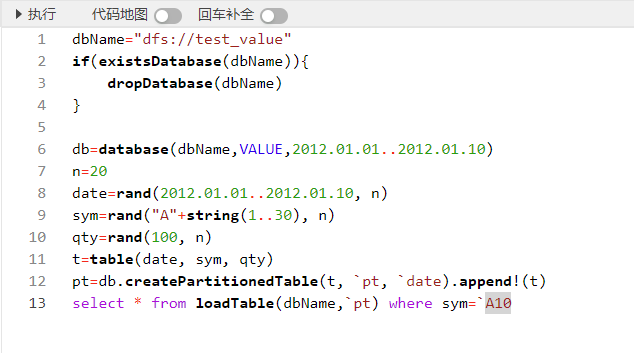 执行 代码地图 回车补全
1 dbName="dfs://test_value"
2 if(existsDatabase(dbName)){
3 dropDatabase(dbName)
4 }
5
6 db=database(dbName,VALUE,2012.01.01..2012.01.10)
7 n=20
8 date=rand(2012.01.01..2012.01.10, n)
9 sym=rand("A"+string(1..30), n)
10 qty=rand(100, n)
11 t=table(date, sym, qty)
12 pt=db.createPartitionedTable(t, `pt, `date).append!(t)
13 select * from loadTable(dbName,`pt) where sym=`A10